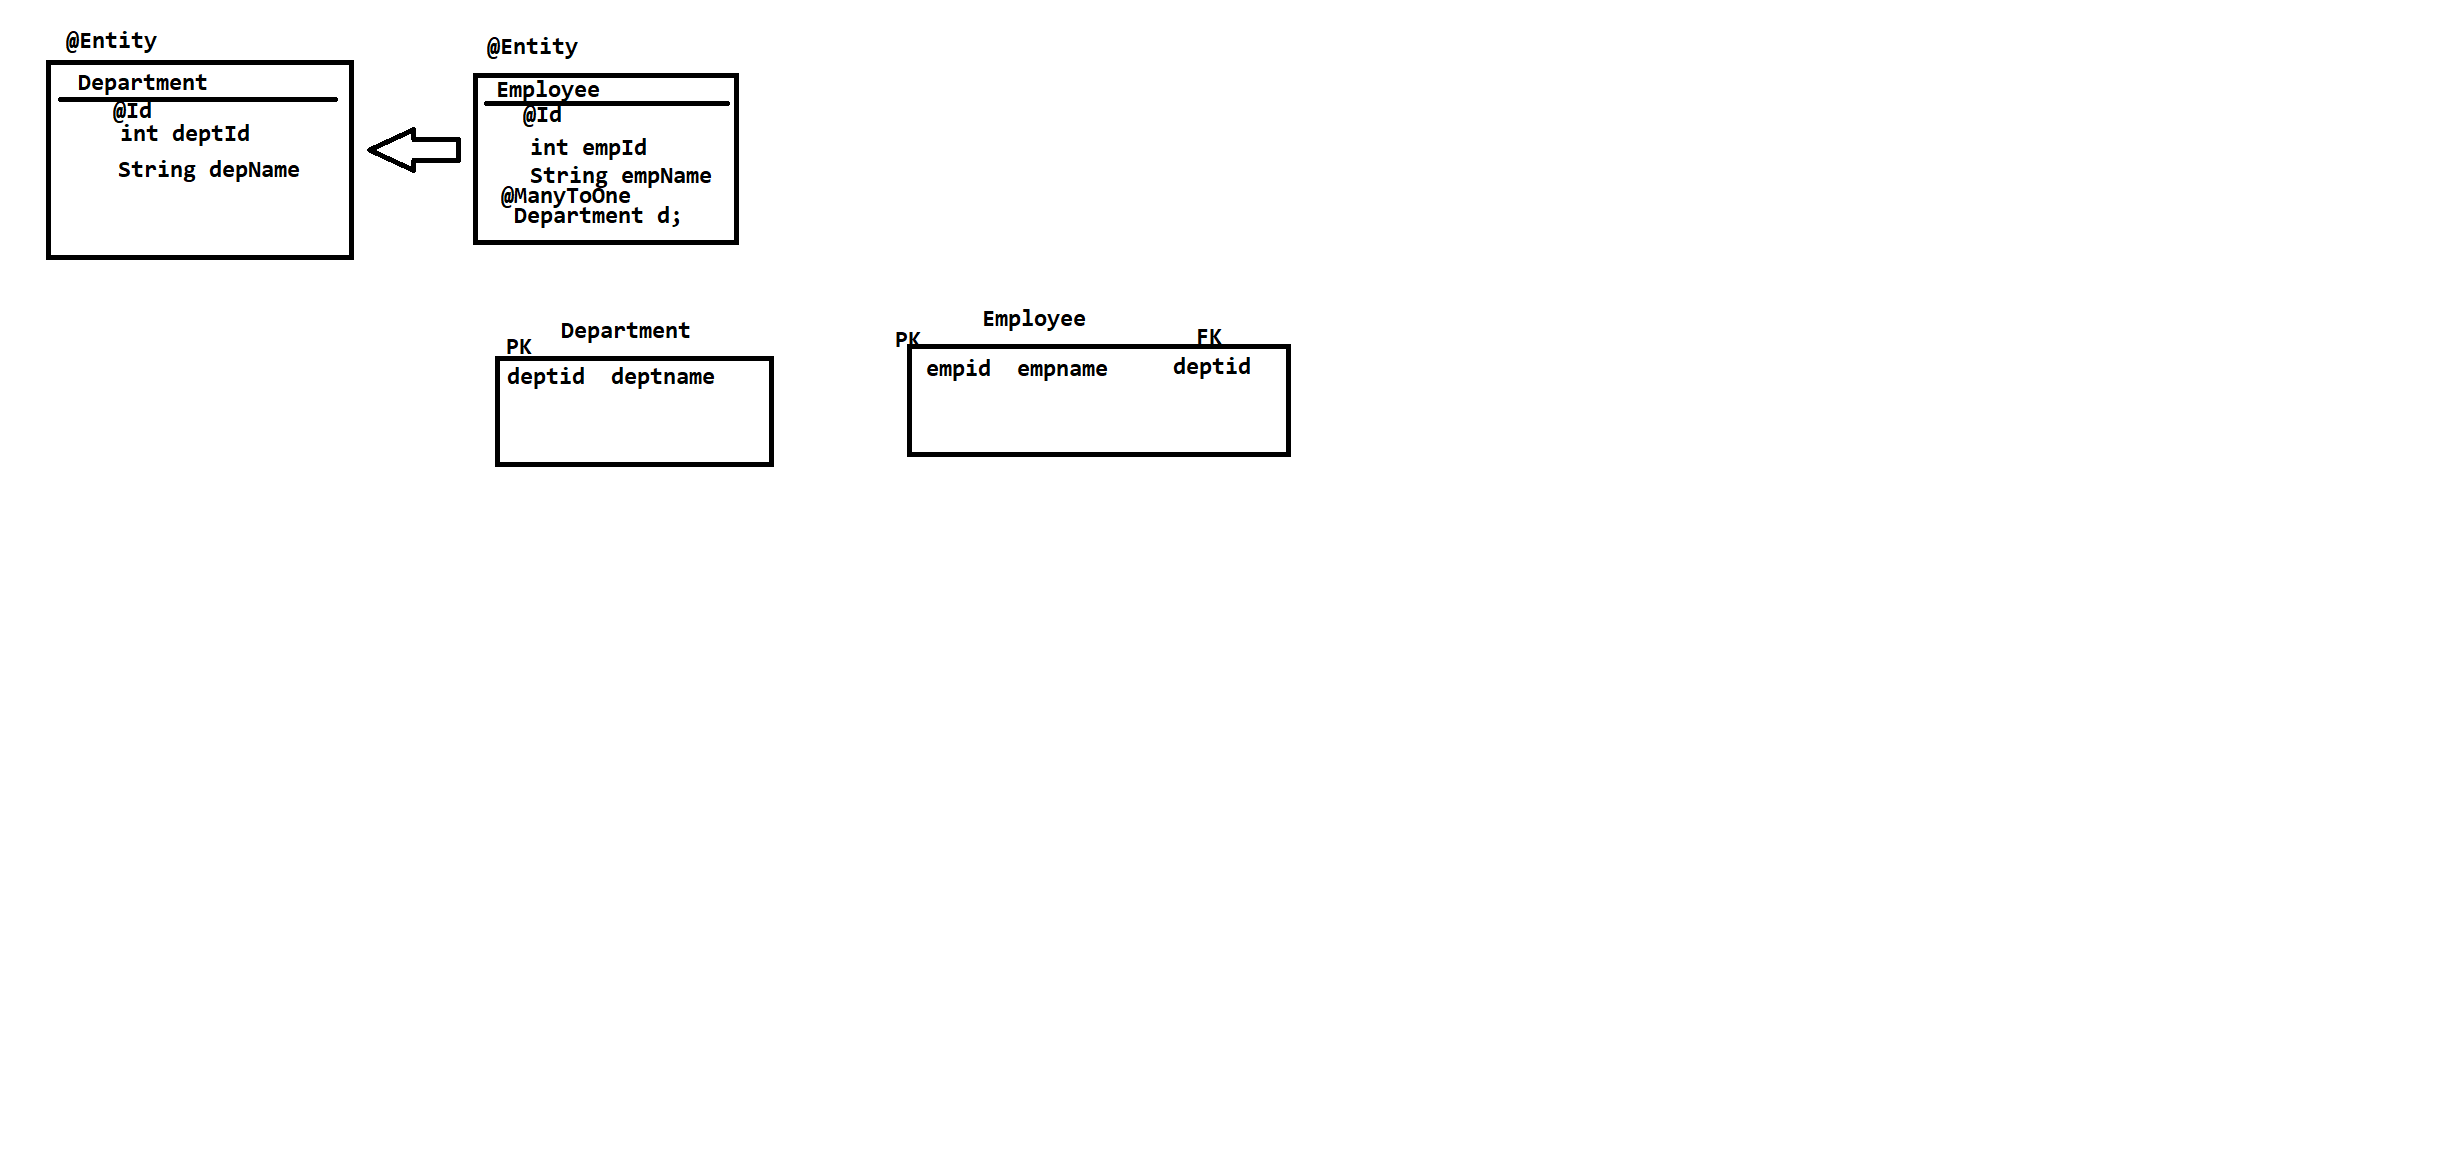 @Entity
Department
@Id
int deptId
String depName
@Entity
Employee
@Id
int empId
String empName
@ManyToOne
Department d;
Department
PK
deptid deptname
Employee
PK FK
empid empname deptid